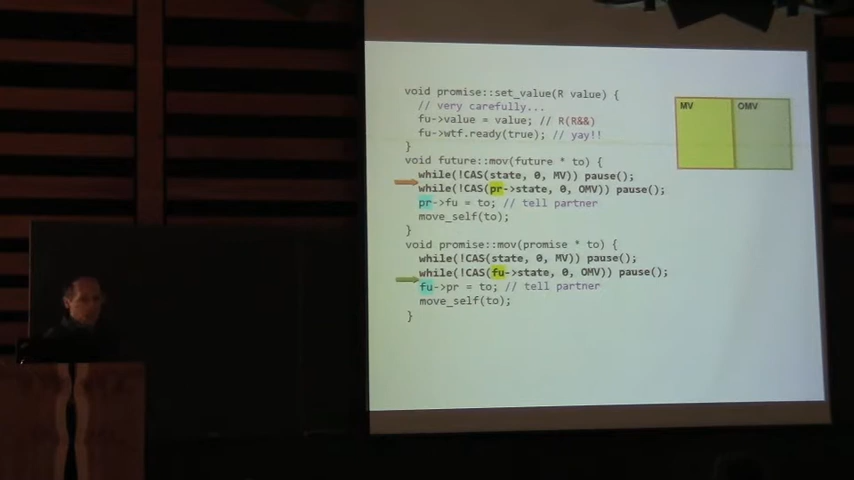 void promise::set_value(R value) {
// very carefully...
fu->value = value; // R(R&&)
fu->wtf.ready(true); // yay!!
}
void future::mov(future * to) {
while(!CAS(state, 0, MV)) pause();
while(!CAS(pr->state, 0, OMV)) pause();
pr->fu = to; // tell partner
move_self(to);
}
void promise::mov(promise * to) {
while(!CAS(state, 0, MV)) pause();
while(!CAS(fu->state, 0, OMV)) pause();
fu->pr = to; // tell partner
move_self(to);
}
MV
OMV